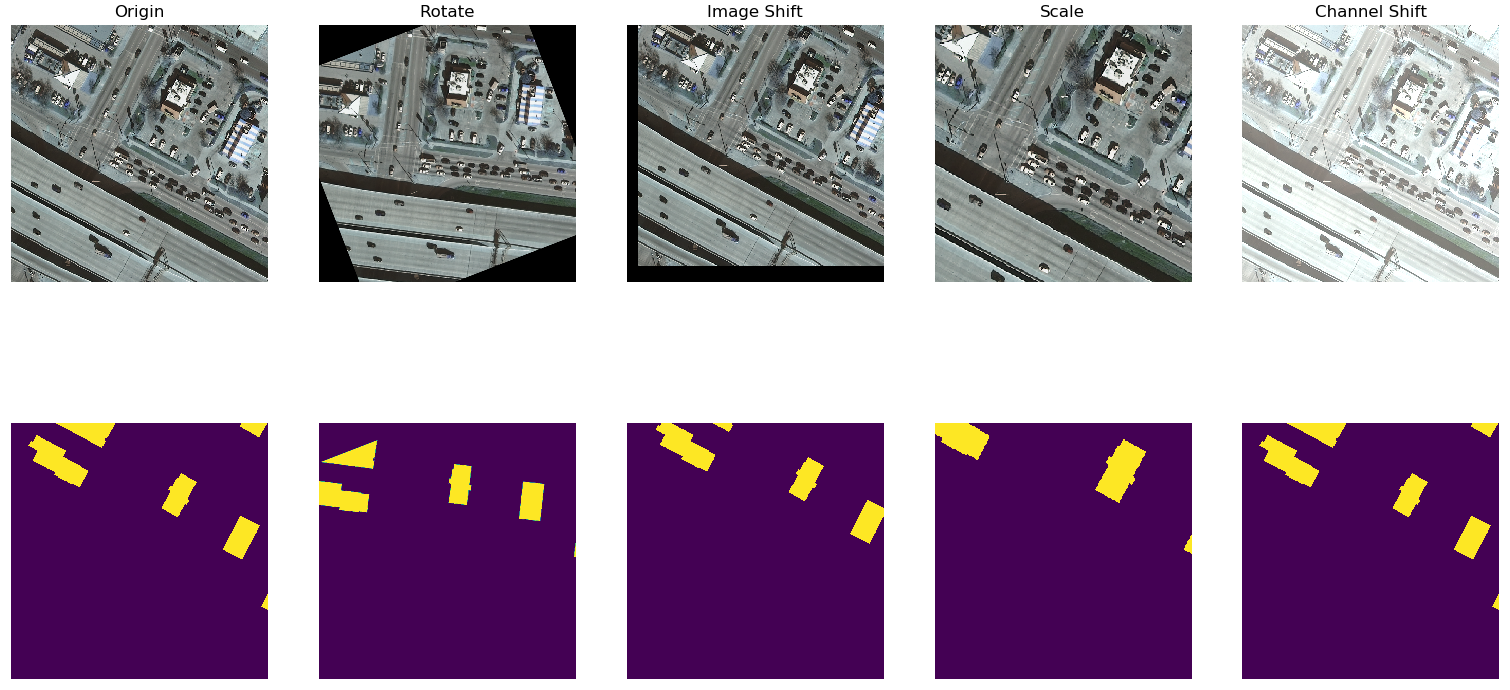 Origin
Rotate
Image Shift
Scale
Channel Shift